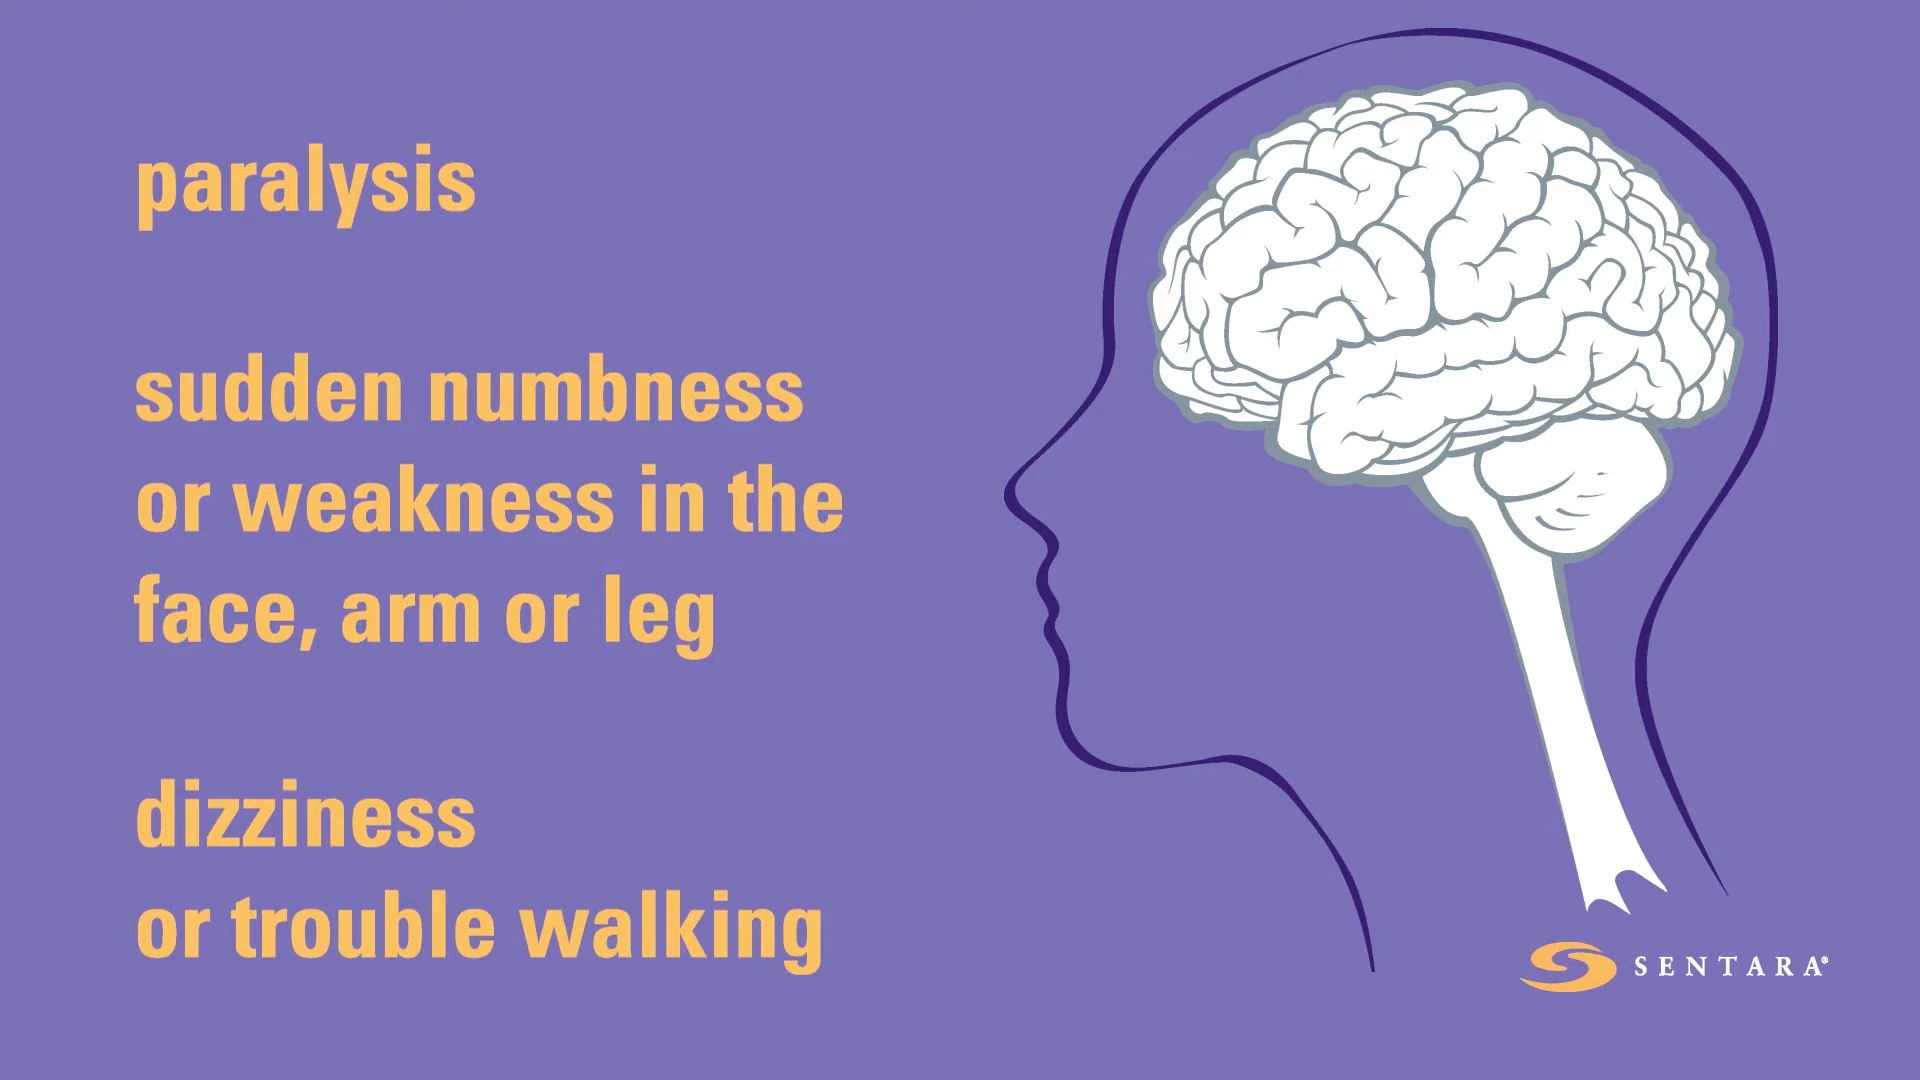 paralysis
sudden numbness
or weakness in the
face, arm or leg
dizziness
or trouble walking
SENTARA®